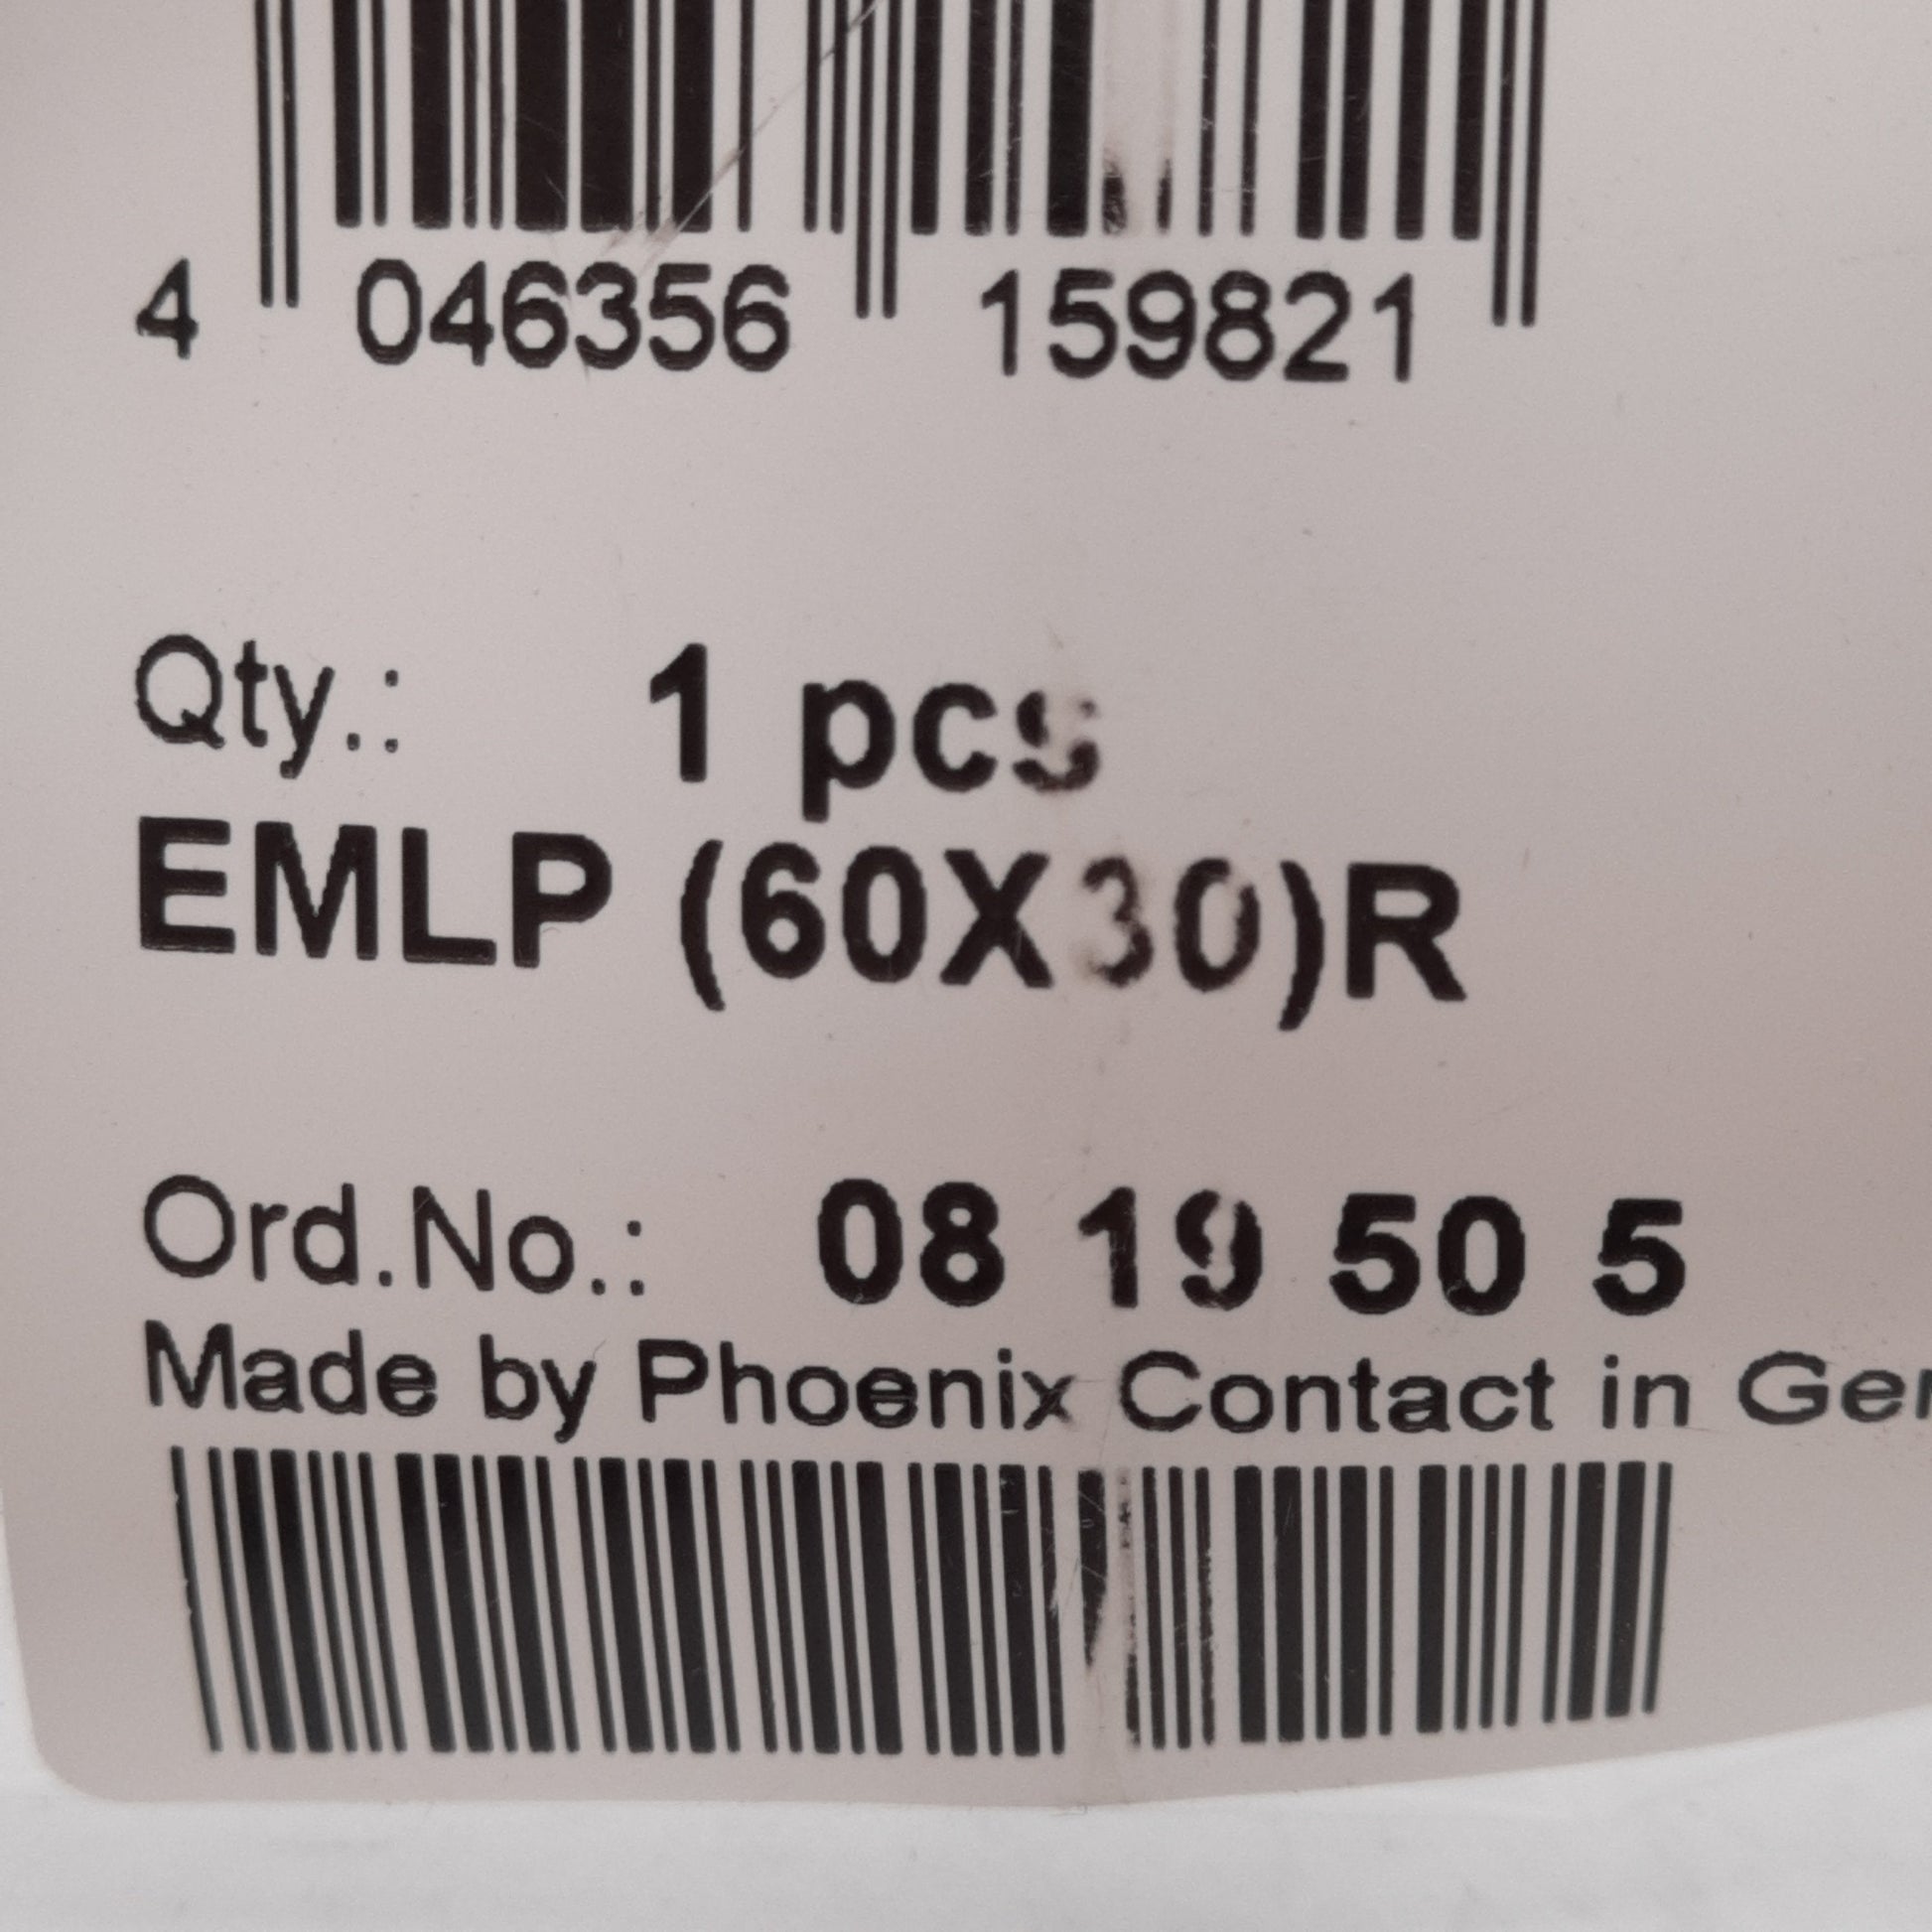 4 046356 159821
Qty.: 1 pcs
EMLP (60X30)R
Ord.No.: 08 19 50 5
Made by Phoenix Contact in Ger